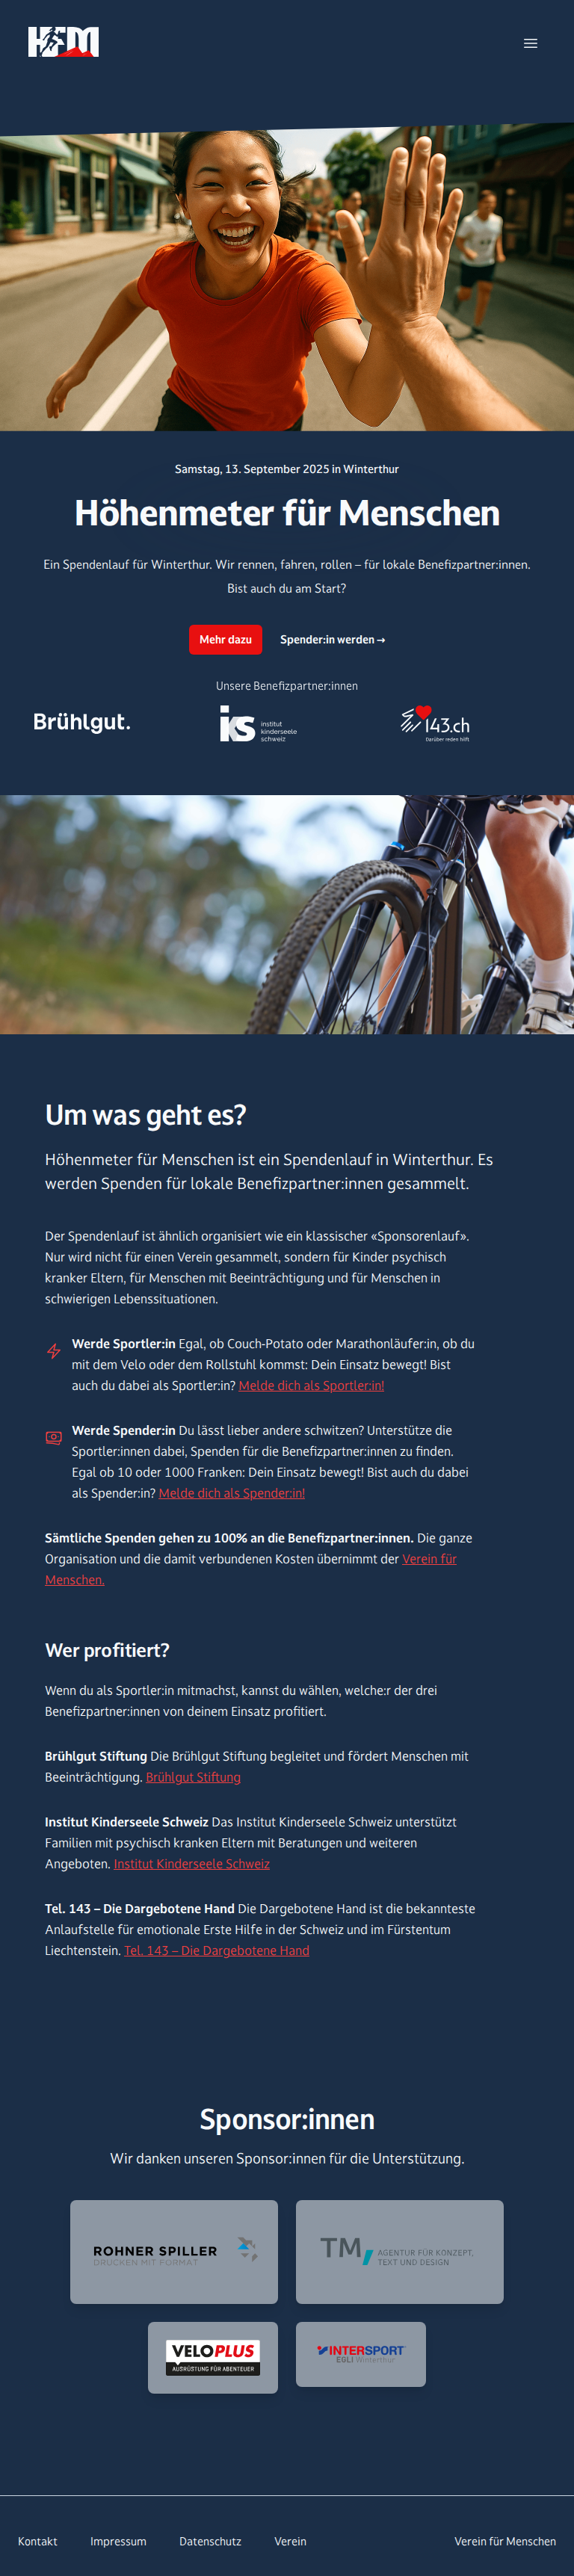 HFM
Samstag, 13. September 2025 in Winterthur
Höhenmeter für Menschen
Ein Spendenlauf für Winterthur. Wir rennen, fahren, rollen – für lokale Benefizpartner:innen.
Bist auch du am Start?
Mehr dazu
Spender:in werden →
Unsere Benefizpartner:innen
Brühlgut.
iks institut
kinderseele
schweiz
143.ch
Darüber reden hilft
Um was geht es?
Höhenmeter für Menschen ist ein Spendenlauf in Winterthur. Es
werden Spenden für lokale Benefizpartner:innen gesammelt.
Der Spendenlauf ist ähnlich organisiert wie ein klassischer «Sponsorenlauf».
Nur wird nicht für einen Verein gesammelt, sondern für Kinder psychisch
kranker Eltern, für Menschen mit Beeinträchtigung und für Menschen in
schwierigen Lebenssituationen.
Werde Sportler:in Egal, ob Couch-Potato oder Marathonläufer:in, ob du
mit dem Velo oder dem Rollstuhl kommst: Dein Einsatz bewegt! Bist
auch du dabei als Sportler:in? Melde dich als Sportler:in!
Werde Spender:in Du lässt lieber andere schwitzen? Unterstütze die
Sportler:innen dabei, Spenden für die Benefizpartner:innen zu finden.
Egal ob 10 oder 1000 Franken: Dein Einsatz bewegt! Bist auch du dabei
als Spender:in? Melde dich als Spender:in!
Sämtliche Spenden gehen zu 100% an die Benefizpartner:innen. Die ganze
Organisation und die damit verbundenen Kosten übernimmt der Verein für
Menschen.
Wer profitiert?
Wenn du als Sportler:in mitmachst, kannst du wählen, welche:r der drei
Benefizpartner:innen von deinem Einsatz profitiert.
Brühlgut Stiftung Die Brühlgut Stiftung begleitet und fördert Menschen mit
Beeinträchtigung. Brühlgut Stiftung
Institut Kinderseele Schweiz Das Institut Kinderseele Schweiz unterstützt
Familien mit psychisch kranken Eltern mit Beratungen und weiteren
Angeboten. Institut Kinderseele Schweiz
Tel. 143 – Die Dargebotene Hand Die Dargebotene Hand ist die bekannteste
Anlaufstelle für emotionale Erste Hilfe in der Schweiz und im Fürstentum
Liechtenstein. Tel. 143 – Die Dargebotene Hand
Sponsor:innen
Wir danken unseren Sponsor:innen für die Unterstützung.
ROHNER SPILLER
DRUCKEN MIT FORMAT
TM, AGENTUR FÜR KONZEPT,
TEXT UND DESIGN
VELOPLUS
AUSRÜSTUNG FÜR ABENTEUER
INTERSPORT
EGLI Winterthur
Kontakt
Impressum
Datenschutz
Verein
Verein für Menschen